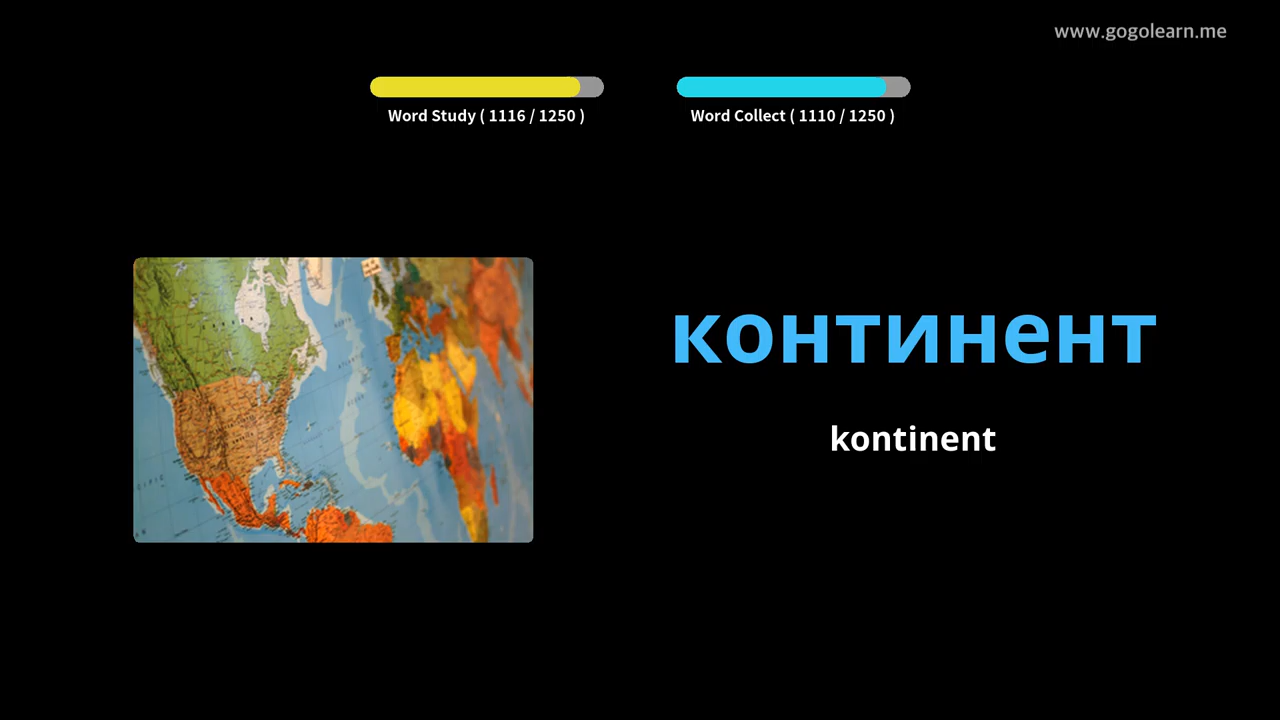 www.gogolearn.me
Word Study ( 1116 / 1250 )
Word Collect ( 1110 / 1250 )
континент
kontinent